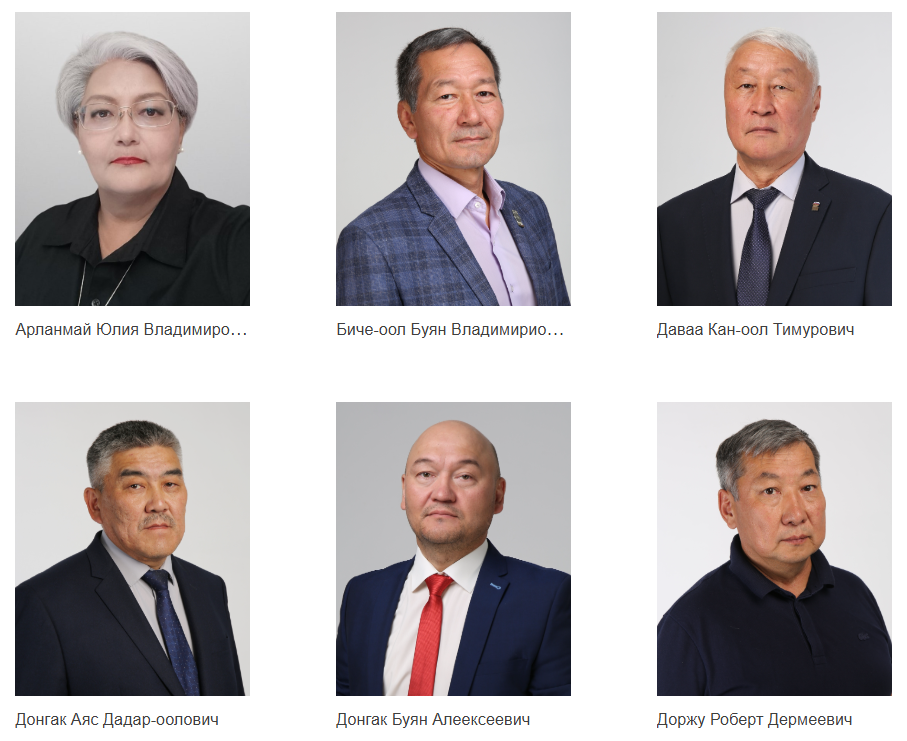 Арланмай Юлия Владимиро…
Биче-оол Буян Владимирио…
Даваа Кан-оол Тимурович
Донгак Аяс Дадар-оолович
Донгак Буян Алеексеевич
Доржу Роберт Дермеевич